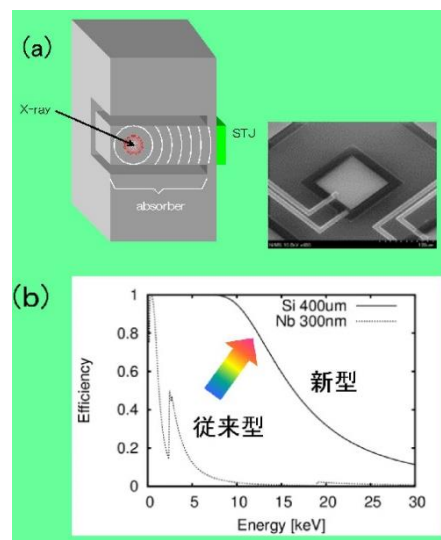 (a)
X-ray
STJ
absorber
(b)
Si 400um
Nb 300nm
新型
従来型
Efficiency
1
0.8
0.6
0.4
0.2
0
0 5 10 15 20 25 30
Energy [keV]